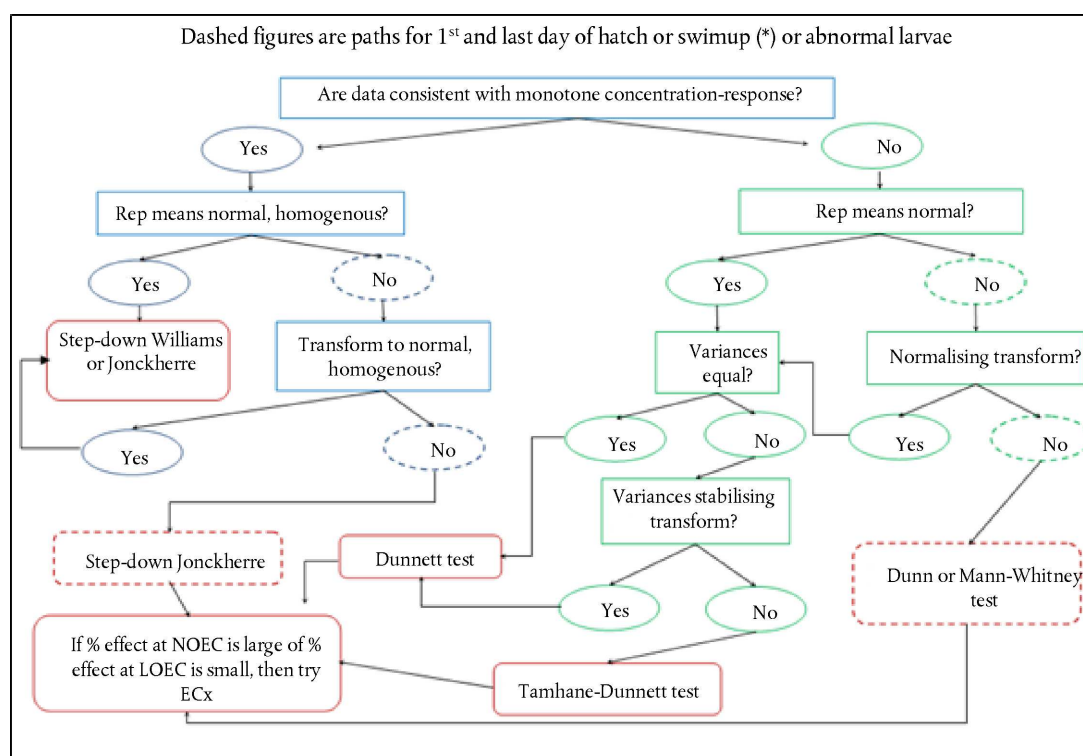 Dashed figures are paths for 1st and last day of hatch or swimup (*) or abnormal larvae
Are data consistent with monotone concentration-response?
Yes
No
Rep means normal, homogenous?
Rep means normal?
Yes
No
Yes
No
Step-down Williams
or Jonckherre
Transform to normal,
homogenous?
Variances
equal?
Normalising transform?
Yes
No
Yes
No
Yes
No
Variances stabilising
transform?
Step-down Jonckherre
Dunnett test
Yes
No
Dunn or Mann-Whitney
test
If % effect at NOEC is large of %
effect at LOEC is small, then try
ECx
Tamhane-Dunnett test